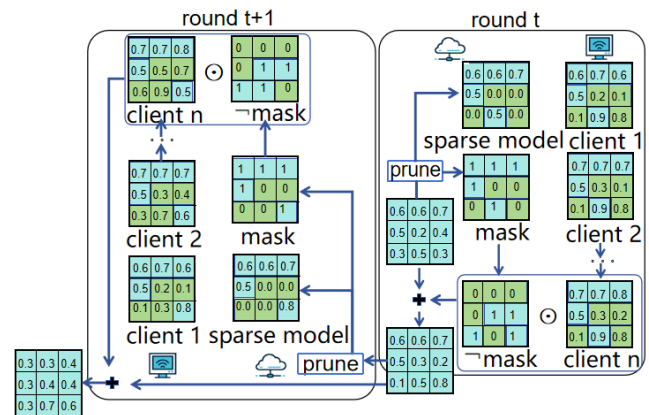 round t+1
0.7 0.7 0.8
0.5 0.5 0.7
0.6 0.9 0.5
client n
⊙
0 0 0
0 1 1
1 1 0
¬mask
...
0.7 0.7 0.7
0.5 0.3 0.4
0.3 0.7 0.6
client 2
1 1 1
1 0 0
0 0 1
mask
0.6 0.6 0.7
0.5 0.2 0.1
0.1 0.3 0.8
client 1
0.6 0.6 0.7
0.5 0.0 0.0
0.0 0.0 0.8
sparse model
prune
0.3 0.3 0.4
0.3 0.4 0.4
0.3 0.7 0.6
+
round t
0.6 0.6 0.7
0.5 0.0 0.0
0.0 0.5 0.0
sparse model
0.6 0.7 0.6
0.5 0.2 0.1
0.1 0.9 0.8
client 1
prune
1 1 1
1 0 0
0 1 0
mask
0.7 0.7 0.7
0.5 0.3 0.1
0.1 0.9 0.8
client 2
...
0.6 0.6 0.7
0.5 0.2 0.4
0.3 0.5 0.3
+
0 0 0
0 1 1
1 0 1
¬mask
⊙
0.7 0.7 0.8
0.5 0.3 0.2
0.1 0.9 0.8
client n
0.6 0.7 0.7
0.5 0.3 0.2
0.1 0.5 0.8